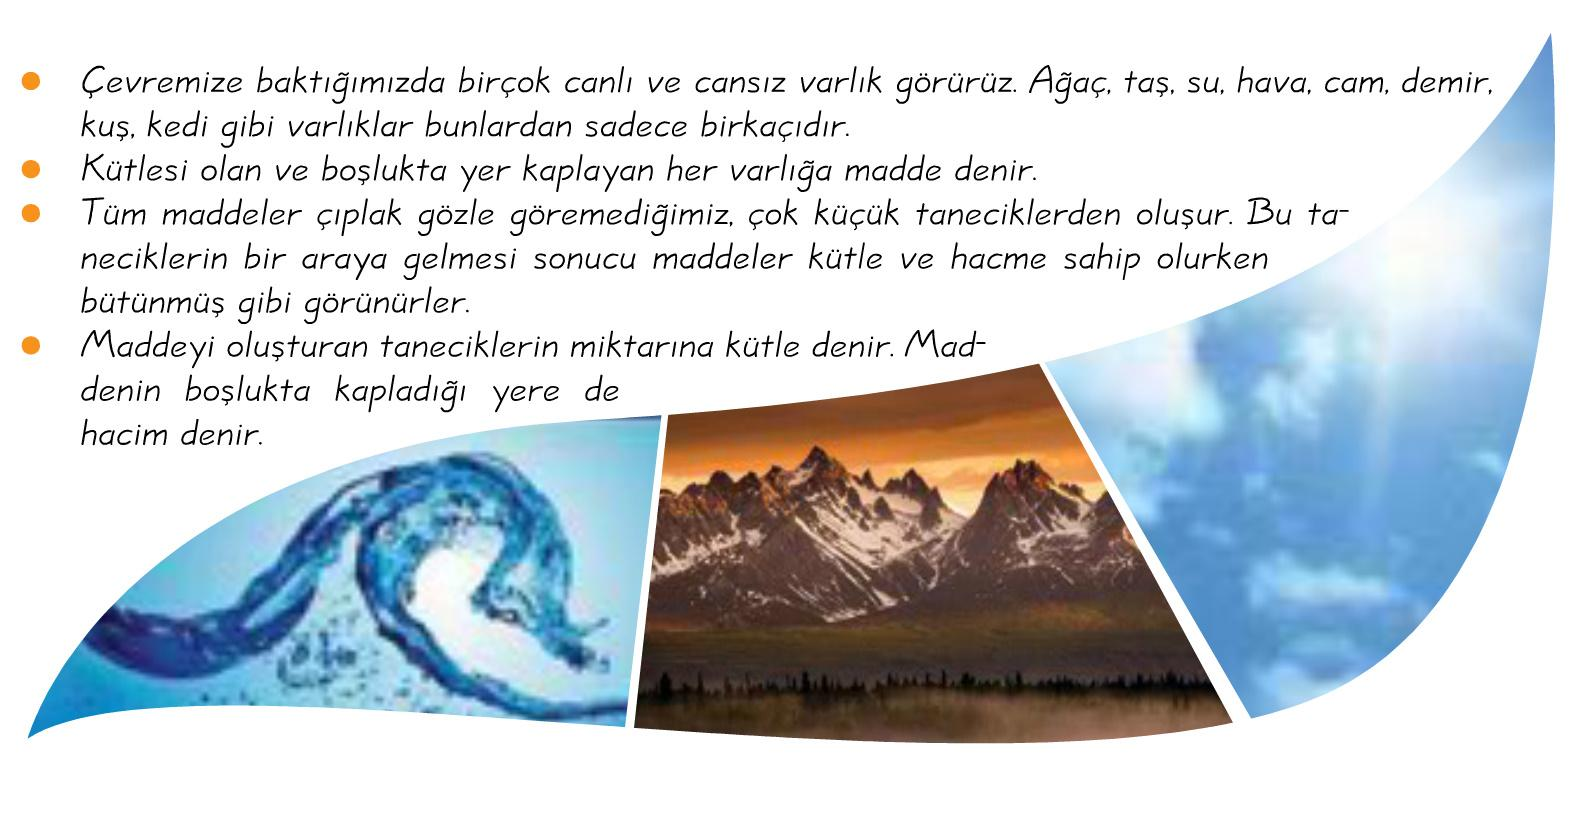 ● Çevremize baktığımızda birçok canlı ve cansız varlık görürüz. Ağaç, taş, su, hava, cam, demir,
kuş, kedi gibi varlıklar bunlardan sadece birkaçıdır.
● Kütlesi olan ve boşlukta yer kaplayan her varlığa madde denir.
● Tüm maddeler çıplak gözle göremediğimiz, çok küçük taneciklerden oluşur. Bu ta-
neciklerin bir araya gelmesi sonucu maddeler kütle ve hacme sahip olurken
bütünmüş gibi görünürler.
● Maddeyi oluşturan taneciklerin miktarına kütle denir. Mad-
denin boşlukta kapladığı yere de
hacim denir.